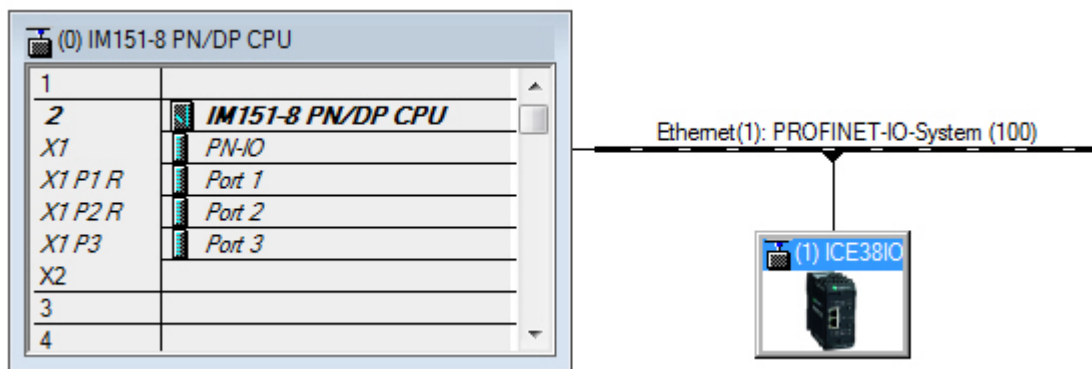 (0) IM151-8 PN/DP CPU
1
2 IM151-8 PN/DP CPU
X1 PN-IO
X1 P1 R Port 1
X1 P2 R Port 2
X1 P3 Port 3
X2
3
4
Ethernet(1): PROFINET-IO-System (100)
(1) ICE38IO